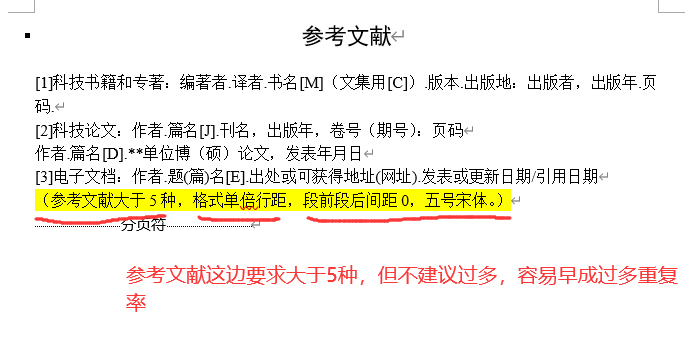 参考文献
[1]科技书籍和专著：编著者.译者.书名[M]（文集用[C]）.版本.出版地：出版者，出版年.页
码.
[2]科技论文：作者.篇名[J].刊名，出版年，卷号（期号）：页码
作者.篇名[D].**单位博（硕）论文，发表年月日
[3]电子文档：作者.题(篇)名[E].出处或可获得地址(网址).发表或更新日期/引用日期
（参考文献大于 5 种，格式单倍行距，段前段后间距 0，五号宋体。）
分页符
参考文献这边要求大于5种，但不建议过多，容易早成过多重复
率